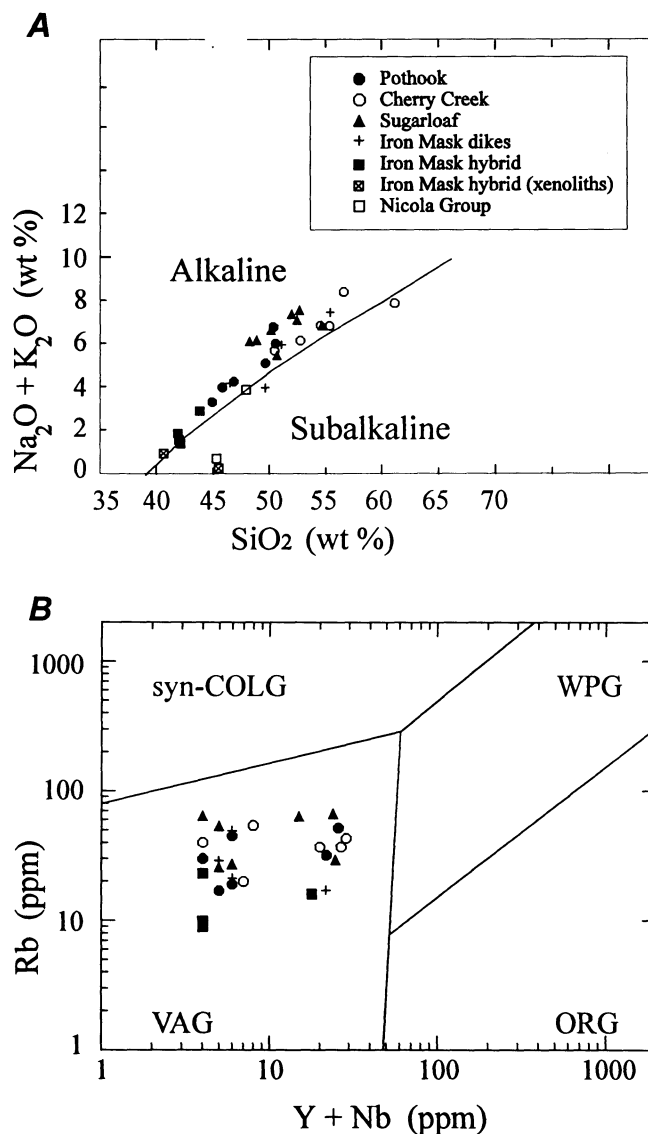 A
Pothook
Cherry Creek
Sugarloaf
Iron Mask dikes
Iron Mask hybrid
Iron Mask hybrid (xenoliths)
Nicola Group
12
10
8
6
4
2
0
Na2O + K2O (wt %)
Alkaline
Subalkaline
35 40 45 50 55 60 65 70
SiO2 (wt %)
B
1000
100
10
1
Rb (ppm)
syn-COLG
WPG
VAG
ORG
1 10 100 1000
Y + Nb (ppm)